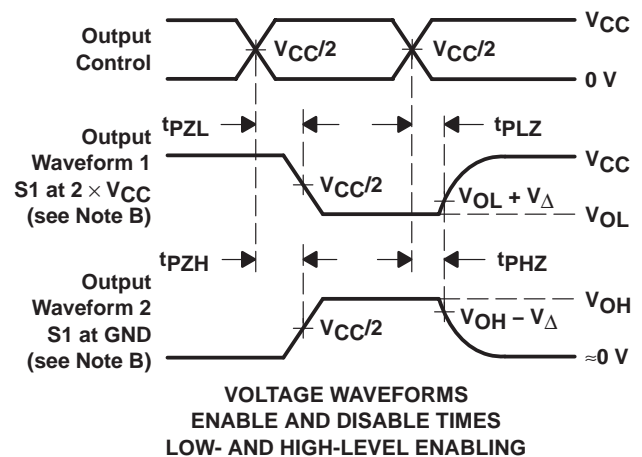 Output
Control
VCC/2
VCC/2
VCC
0 V
tPZL
tPLZ
Output
Waveform 1
S1 at 2 × VCC
(see Note B)
VCC/2
VCC
VOL + VΔ
VOL
tPZH
tPHZ
Output
Waveform 2
S1 at GND
(see Note B)
VCC/2
VOH
VOH − VΔ
≈0 V
VOLTAGE WAVEFORMS
ENABLE AND DISABLE TIMES
LOW- AND HIGH-LEVEL ENABLING